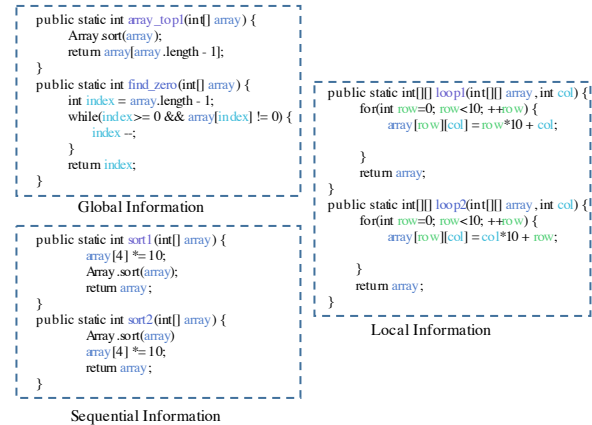 public static int array_top1(int[] array) {
Array.sort(array);
return array[array.length - 1];
}
public static int find_zero(int[] array) {
int index = array.length - 1;
while(index>= 0 && array[index] != 0) {
index --;
}
return index;
}
Global Information
public static int sort1(int[] array) {
array[4] *= 10;
Array.sort(array);
return array;
}
public static int sort2(int[] array) {
Array.sort(array)
array[4] *= 10;
return array;
}
Sequential Information
public static int[][] loop1(int[][] array, int col) {
for(int row=0; row<10; ++row) {
array[row][col] = row*10 + col;
}
return array;
}
public static int[][] loop2(int[][] array, int col) {
for(int row=0; row<10; ++row) {
array[row][col] = col*10 + row;
}
return array;
}
Local Information